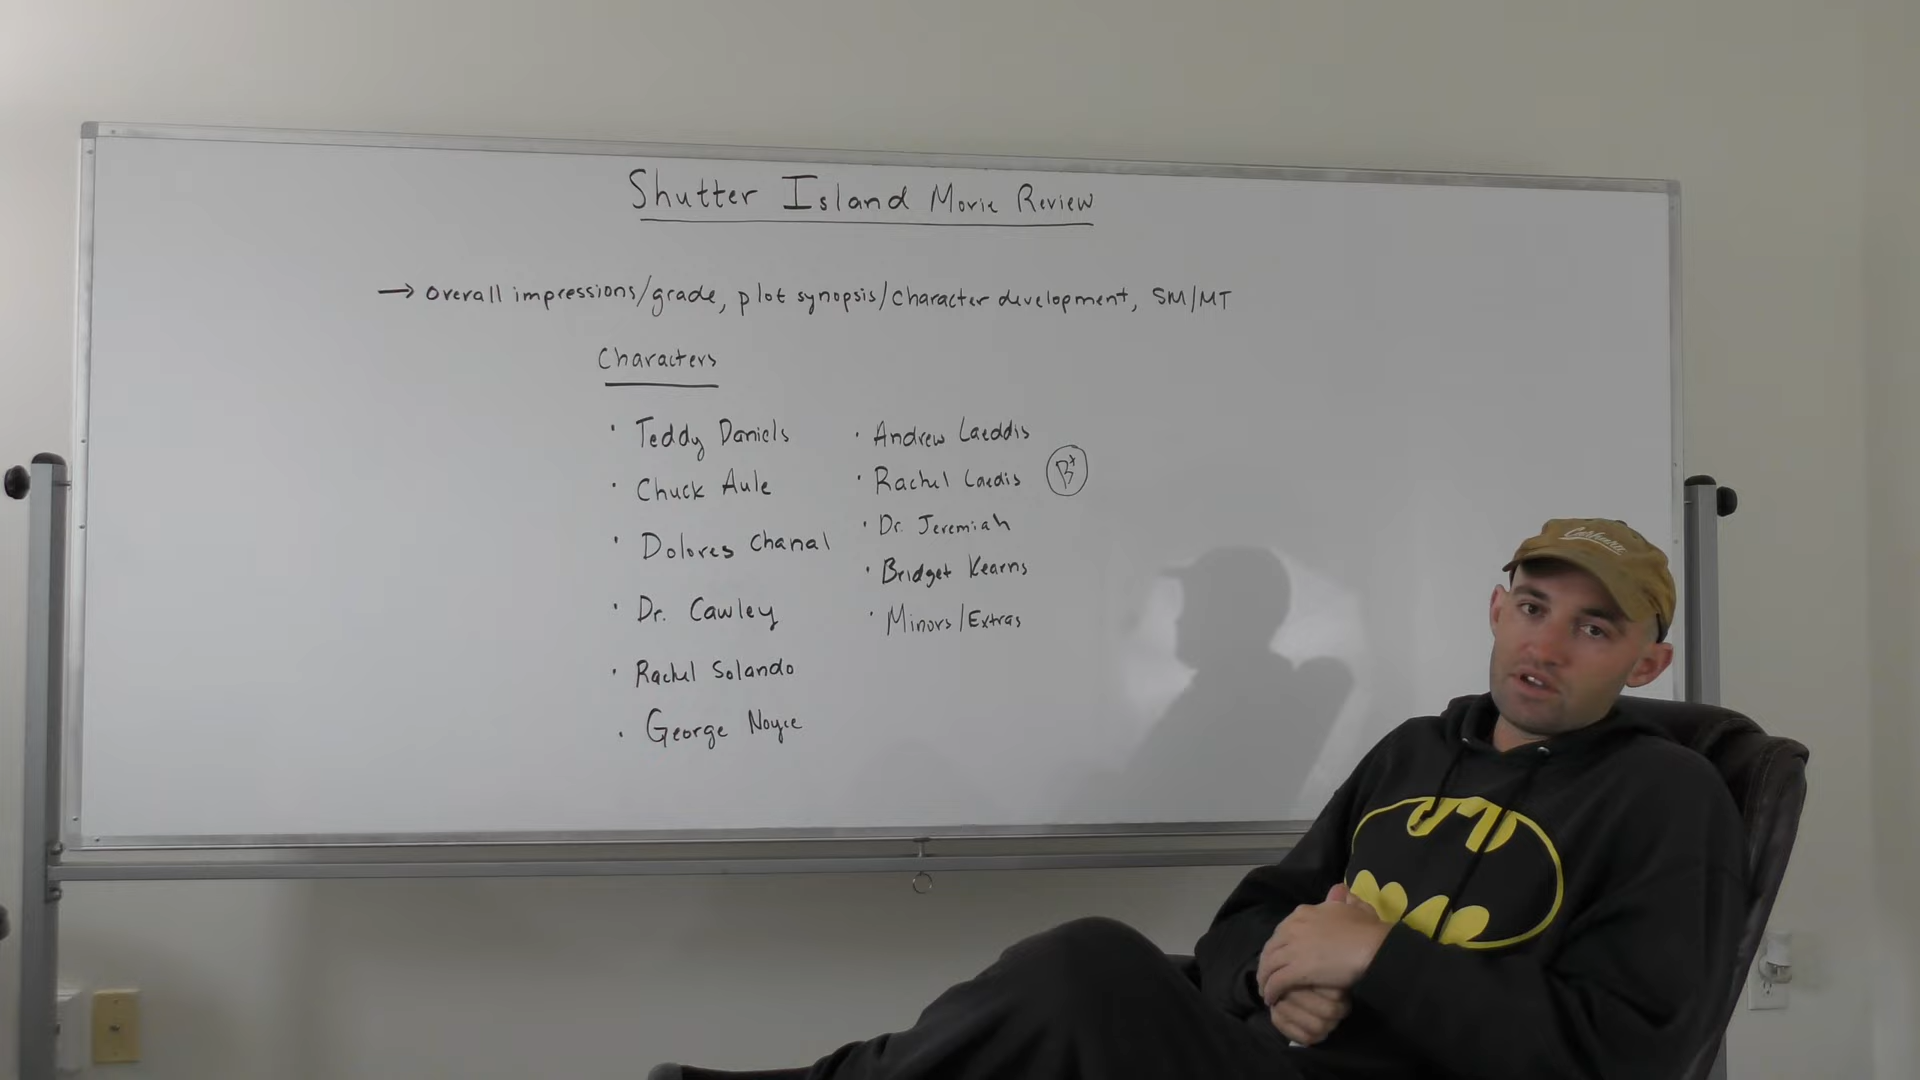 Shutter Island Movie Review
→ Overall impressions/grade, plot synopsis/character development, SM/MT
Characters
· Teddy Daniels
· Chuck Aule
· Dolores Chanal
· Dr. Cawley
· Rachel Solando
· George Noyce
· Andrew Laeddis
· Rachel Laedis
B+
· Dr. Jeremiah
· Bridget Kearns
· Minors/Extras
Carhartt